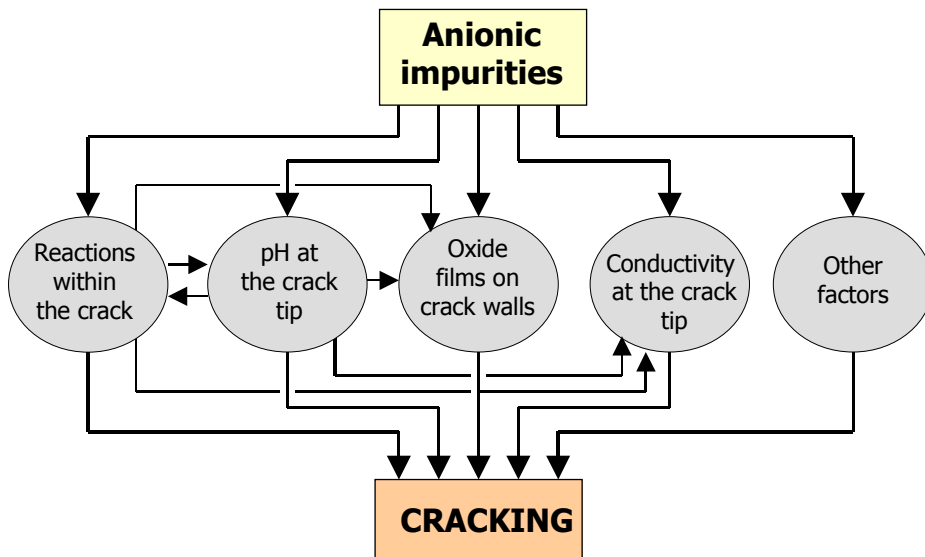 Anionic
impurities
Reactions
within
the crack
pH at
the crack
tip
Oxide
films on
crack walls
Conductivity
at the crack
tip
Other
factors
CRACKING